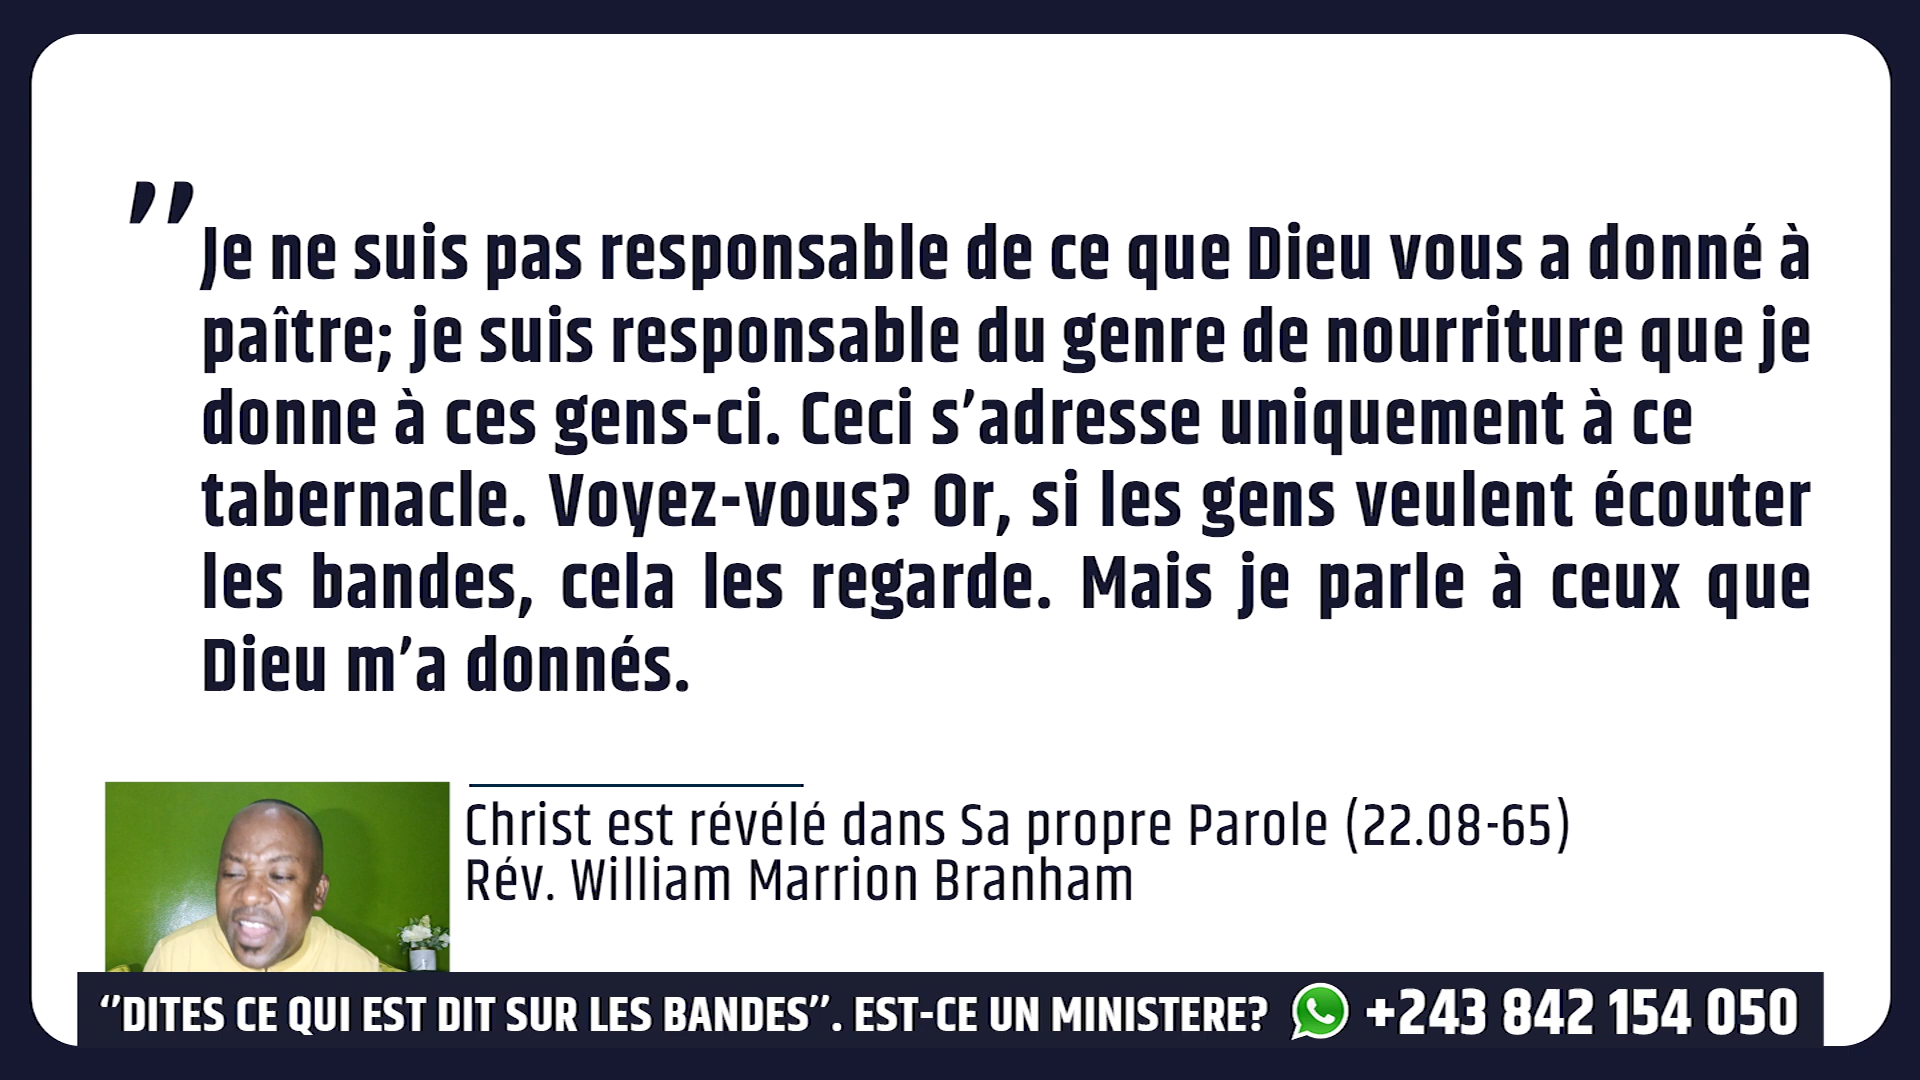 ’’
Je ne suis pas responsable de ce que Dieu vous a donné à
paître; je suis responsable du genre de nourriture que je
donne à ces gens-ci. Ceci s’adresse uniquement à ce
tabernacle. Voyez-vous? Or, si les gens veulent écouter
les bandes, cela les regarde. Mais je parle à ceux que
Dieu m’a donnés.
Christ est révélé dans Sa propre Parole (22.08-65)
Rév. William Marrion Branham
‘’DITES CE QUI EST DIT SUR LES BANDES’’. EST-CE UN MINISTERE? +243 842 154 050